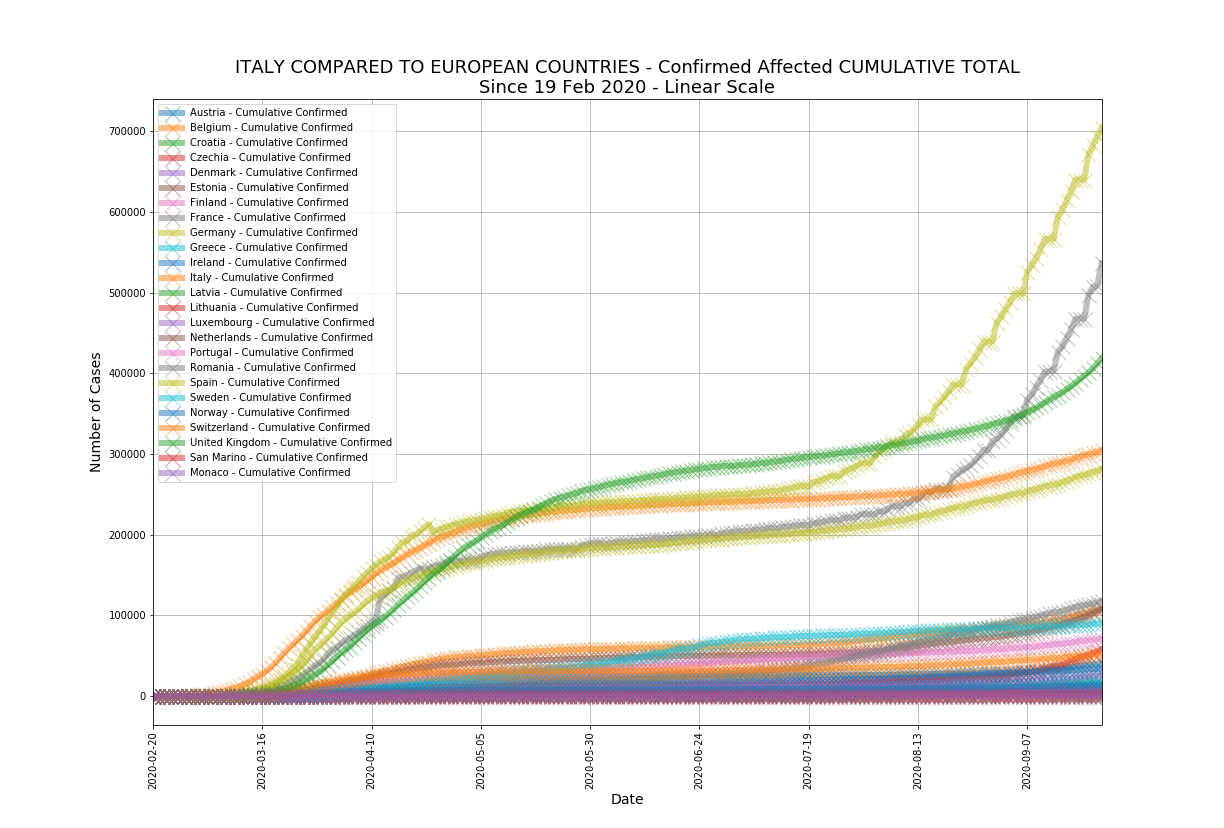 ITALY COMPARED TO EUROPEAN COUNTRIES - Confirmed Affected CUMULATIVE TOTAL
Since 19 Feb 2020 - Linear Scale
Number of Cases
700000
600000
500000
400000
300000
200000
100000
0
Austria - Cumulative Confirmed
Belgium - Cumulative Confirmed
Croatia - Cumulative Confirmed
Czechia - Cumulative Confirmed
Denmark - Cumulative Confirmed
Estonia - Cumulative Confirmed
Finland - Cumulative Confirmed
France - Cumulative Confirmed
Germany - Cumulative Confirmed
Greece - Cumulative Confirmed
Ireland - Cumulative Confirmed
Italy - Cumulative Confirmed
Latvia - Cumulative Confirmed
Lithuania - Cumulative Confirmed
Luxembourg - Cumulative Confirmed
Netherlands - Cumulative Confirmed
Portugal - Cumulative Confirmed
Romania - Cumulative Confirmed
Spain - Cumulative Confirmed
Sweden - Cumulative Confirmed
Norway - Cumulative Confirmed
Switzerland - Cumulative Confirmed
United Kingdom - Cumulative Confirmed
San Marino - Cumulative Confirmed
Monaco - Cumulative Confirmed
2020-02-20
2020-03-16
2020-04-10
2020-05-05
2020-05-30
2020-06-24
2020-07-19
2020-08-13
2020-09-07
Date